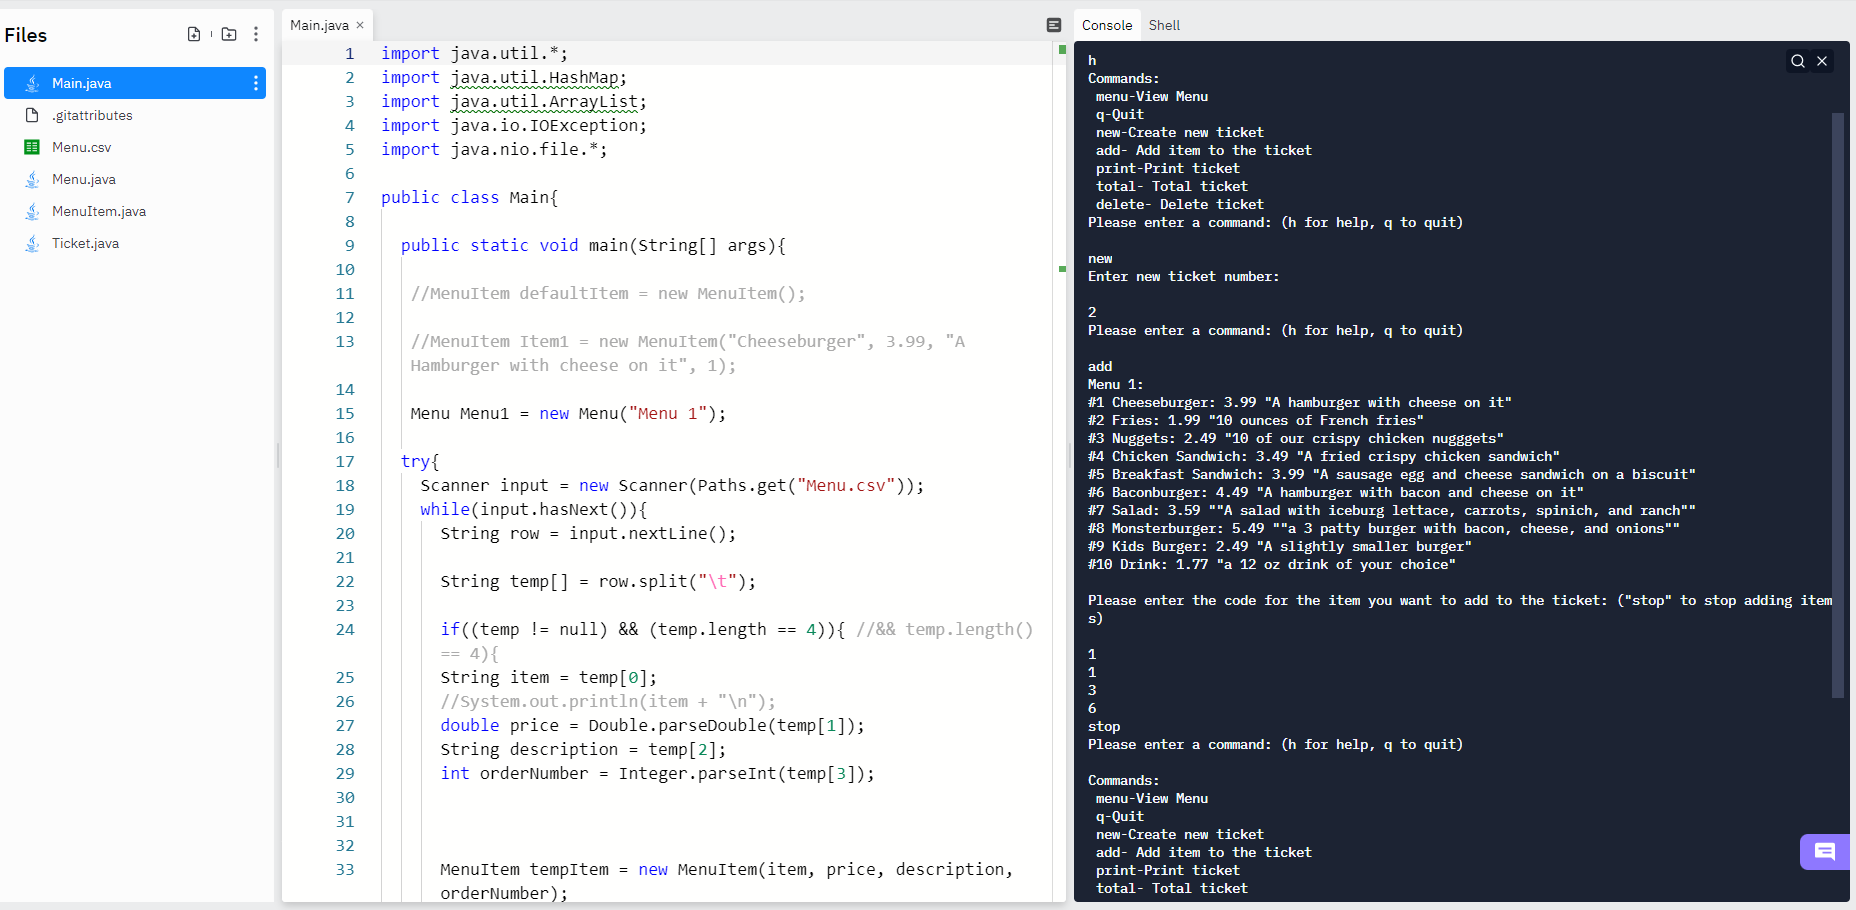 Files
Main.java
.gitattributes
Menu.csv
Menu.java
MenuItem.java
Ticket.java
Main.java ×
1 import java.util.*;
2 import java.util.HashMap;
3 import java.util.ArrayList;
4 import java.io.IOException;
5 import java.nio.file.*;
6
7 public class Main{
8
9 public static void main(String[] args){
10
11 //MenuItem defaultItem = new MenuItem();
12
13 //MenuItem Item1 = new MenuItem("Cheeseburger", 3.99, "A
Hamburger with cheese on it", 1);
14
15 Menu Menu1 = new Menu("Menu 1");
16
17 try{
18 Scanner input = new Scanner(Paths.get("Menu.csv"));
19 while(input.hasNext()){
20 String row = input.nextLine();
21
22 String temp[] = row.split("\t");
23
24 if((temp != null) && (temp.length == 4)){ //&& temp.length()
== 4){
25 String item = temp[0];
26 //System.out.println(item + "\n");
27 double price = Double.parseDouble(temp[1]);
28 String description = temp[2];
29 int orderNumber = Integer.parseInt(temp[3]);
30
31
32
33 MenuItem tempItem = new MenuItem(item, price, description,
orderNumber);
Console Shell
h
Commands:
menu-View Menu
q-Quit
new-Create new ticket
add- Add item to the ticket
print-Print ticket
total- Total ticket
delete- Delete ticket
Please enter a command: (h for help, q to quit)
new
Enter new ticket number:
2
Please enter a command: (h for help, q to quit)
add
Menu 1:
#1 Cheeseburger: 3.99 "A hamburger with cheese on it"
#2 Fries: 1.99 "10 ounces of French fries"
#3 Nuggets: 2.49 "10 of our crispy chicken nugggets"
#4 Chicken Sandwich: 3.49 "A fried crispy chicken sandwich"
#5 Breakfast Sandwich: 3.99 "A sausage egg and cheese sandwich on a biscuit"
#6 Baconburger: 4.49 "A hamburger with bacon and cheese on it"
#7 Salad: 3.59 ""A salad with iceburg lettace, carrots, spinich, and ranch""
#8 Monsterburger: 5.49 ""a 3 patty burger with bacon, cheese, and onions""
#9 Kids Burger: 2.49 "A slightly smaller burger"
#10 Drink: 1.77 "a 12 oz drink of your choice"
Please enter the code for the item you want to add to the ticket: ("stop" to stop adding item
s)
1
1
3
6
stop
Please enter a command: (h for help, q to quit)
Commands:
menu-View Menu
q-Quit
new-Create new ticket
add- Add item to the ticket
print-Print ticket
total- Total ticket